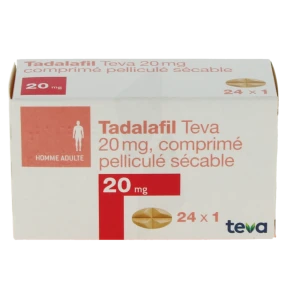 Tadalafil Teva 20 mg
comprimé pelliculé sécable
20 mg
24 x 1
Tadalafil Teva
20 mg, comprimé
pelliculé sécable
HOMME ADULTE
20 mg
24 x 1
teva